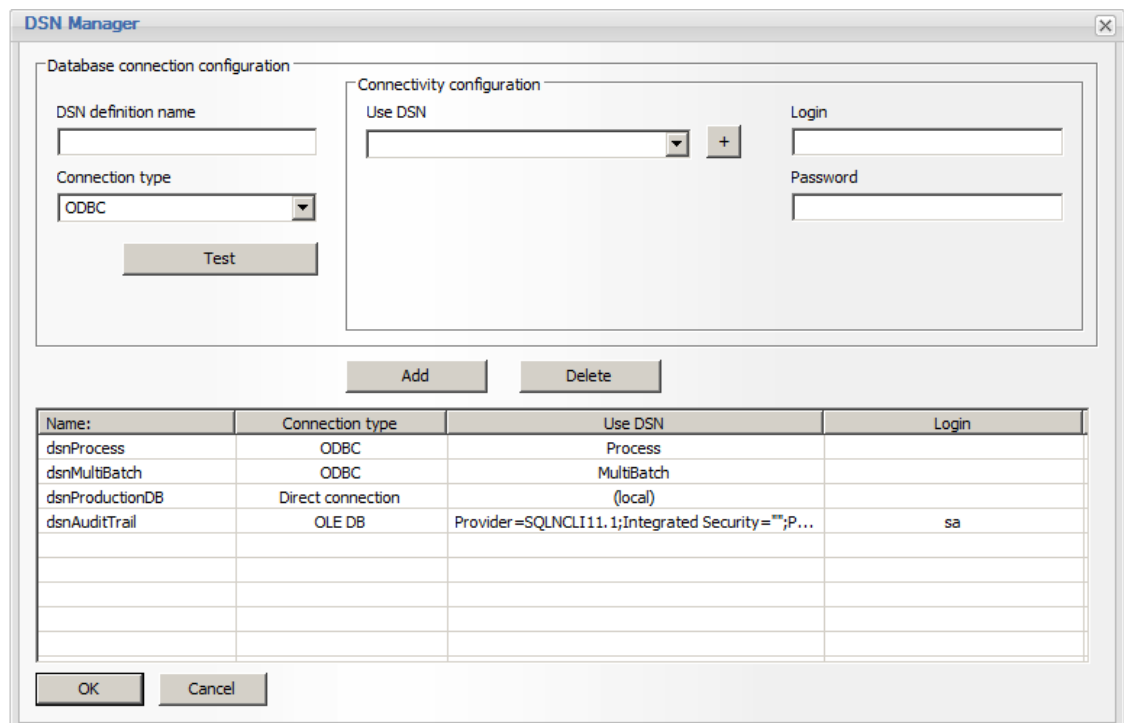 DSN Manager
Database connection configuration
Connectivity configuration
DSN definition name
Use DSN
Login
+
Connection type
Password
ODBC
Test
Add
Delete
Name: Connection type Use DSN Login
dsnProcess ODBC Process
dsnMultiBatch ODBC MultiBatch
dsnProductionDB Direct connection (local)
dsnAuditTrail OLE DB Provider=SQLNCLI11.1;Integrated Security="";P... sa
OK
Cancel